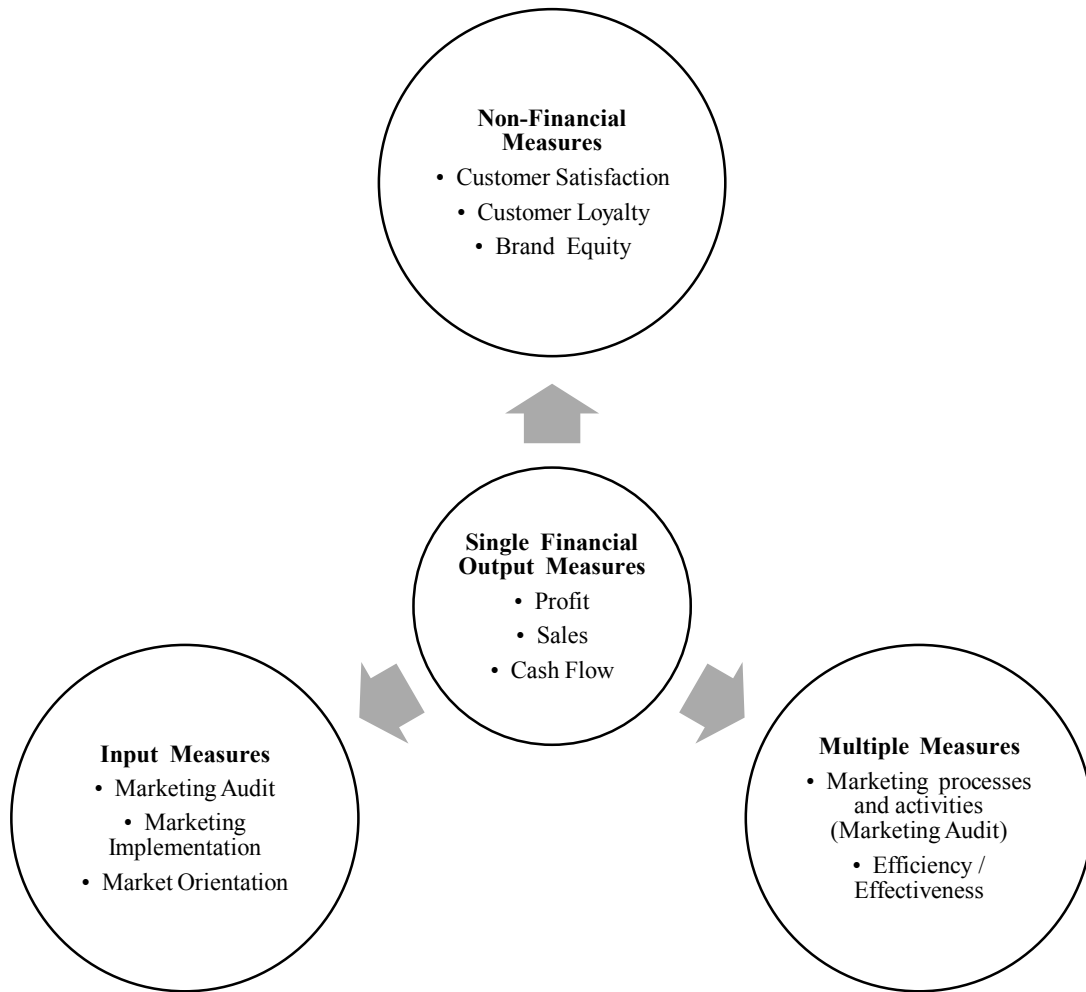 Non-Financial
Measures
• Customer Satisfaction
• Customer Loyalty
• Brand Equity
Single Financial
Output Measures
• Profit
• Sales
• Cash Flow
Input Measures
• Marketing Audit
• Marketing
Implementation
• Market Orientation
Multiple Measures
• Marketing processes
and activities
(Marketing Audit)
• Efficiency /
Effectiveness